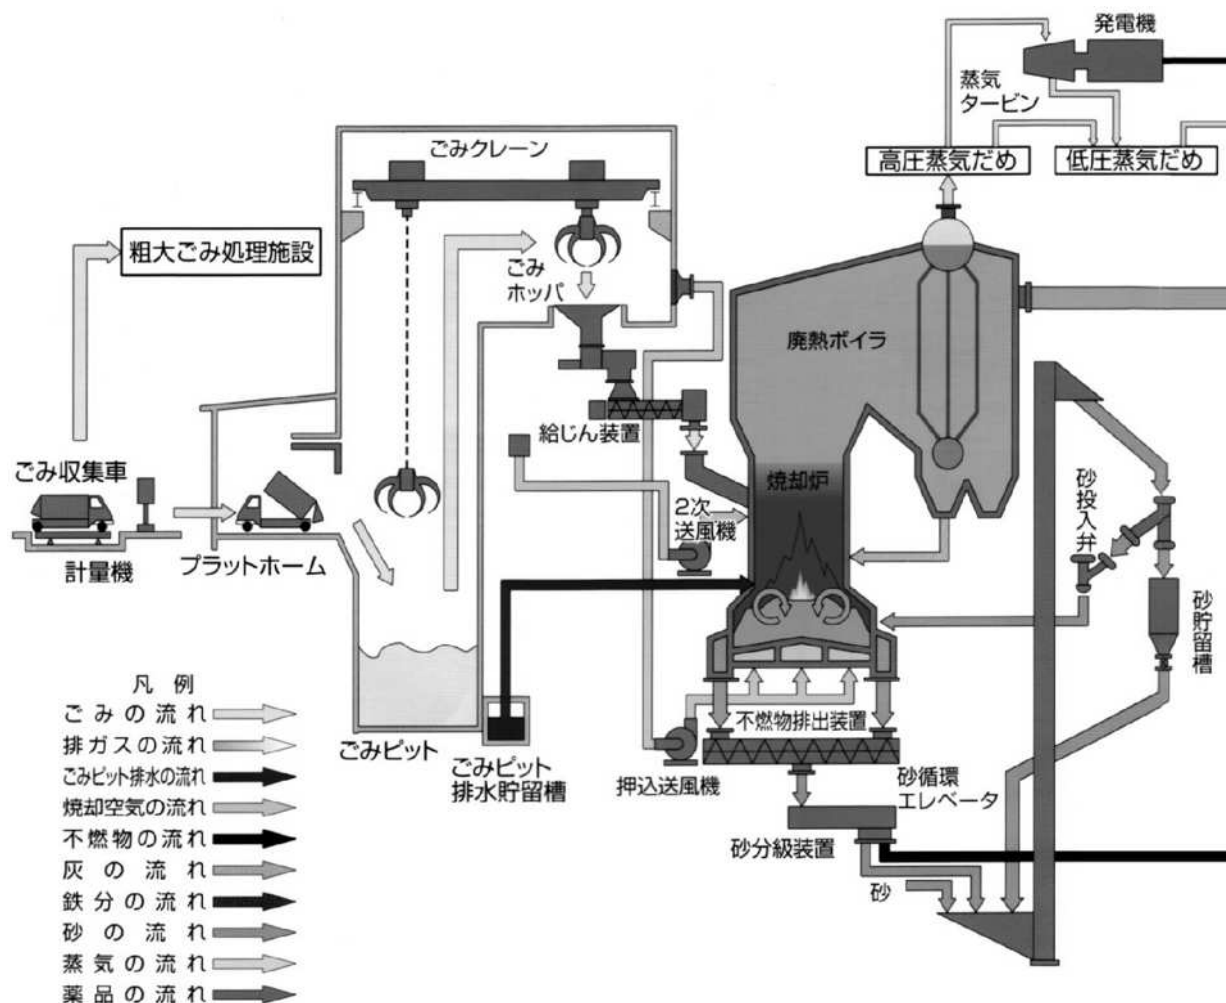 発電機
蒸気
タービン
ごみクレーン
高圧蒸気だめ
低圧蒸気だめ
粗大ごみ処理施設
ごみ
ホッパ
廃熱ボイラ
給じん装置
ごみ収集車
焼却炉
砂投入弁
2次
送風機
計量機
プラットホーム
砂貯留槽
凡例
ごみの流れ
排ガスの流れ
ごみピット排水の流れ
焼却空気の流れ
不燃物の流れ
灰の流れ
鉄分の流れ
砂の流れ
蒸気の流れ
薬品の流れ
ごみピット
ごみピット
排水貯留槽
不燃物排出装置
押込送風機
砂循環
エレベータ
砂分級装置
砂